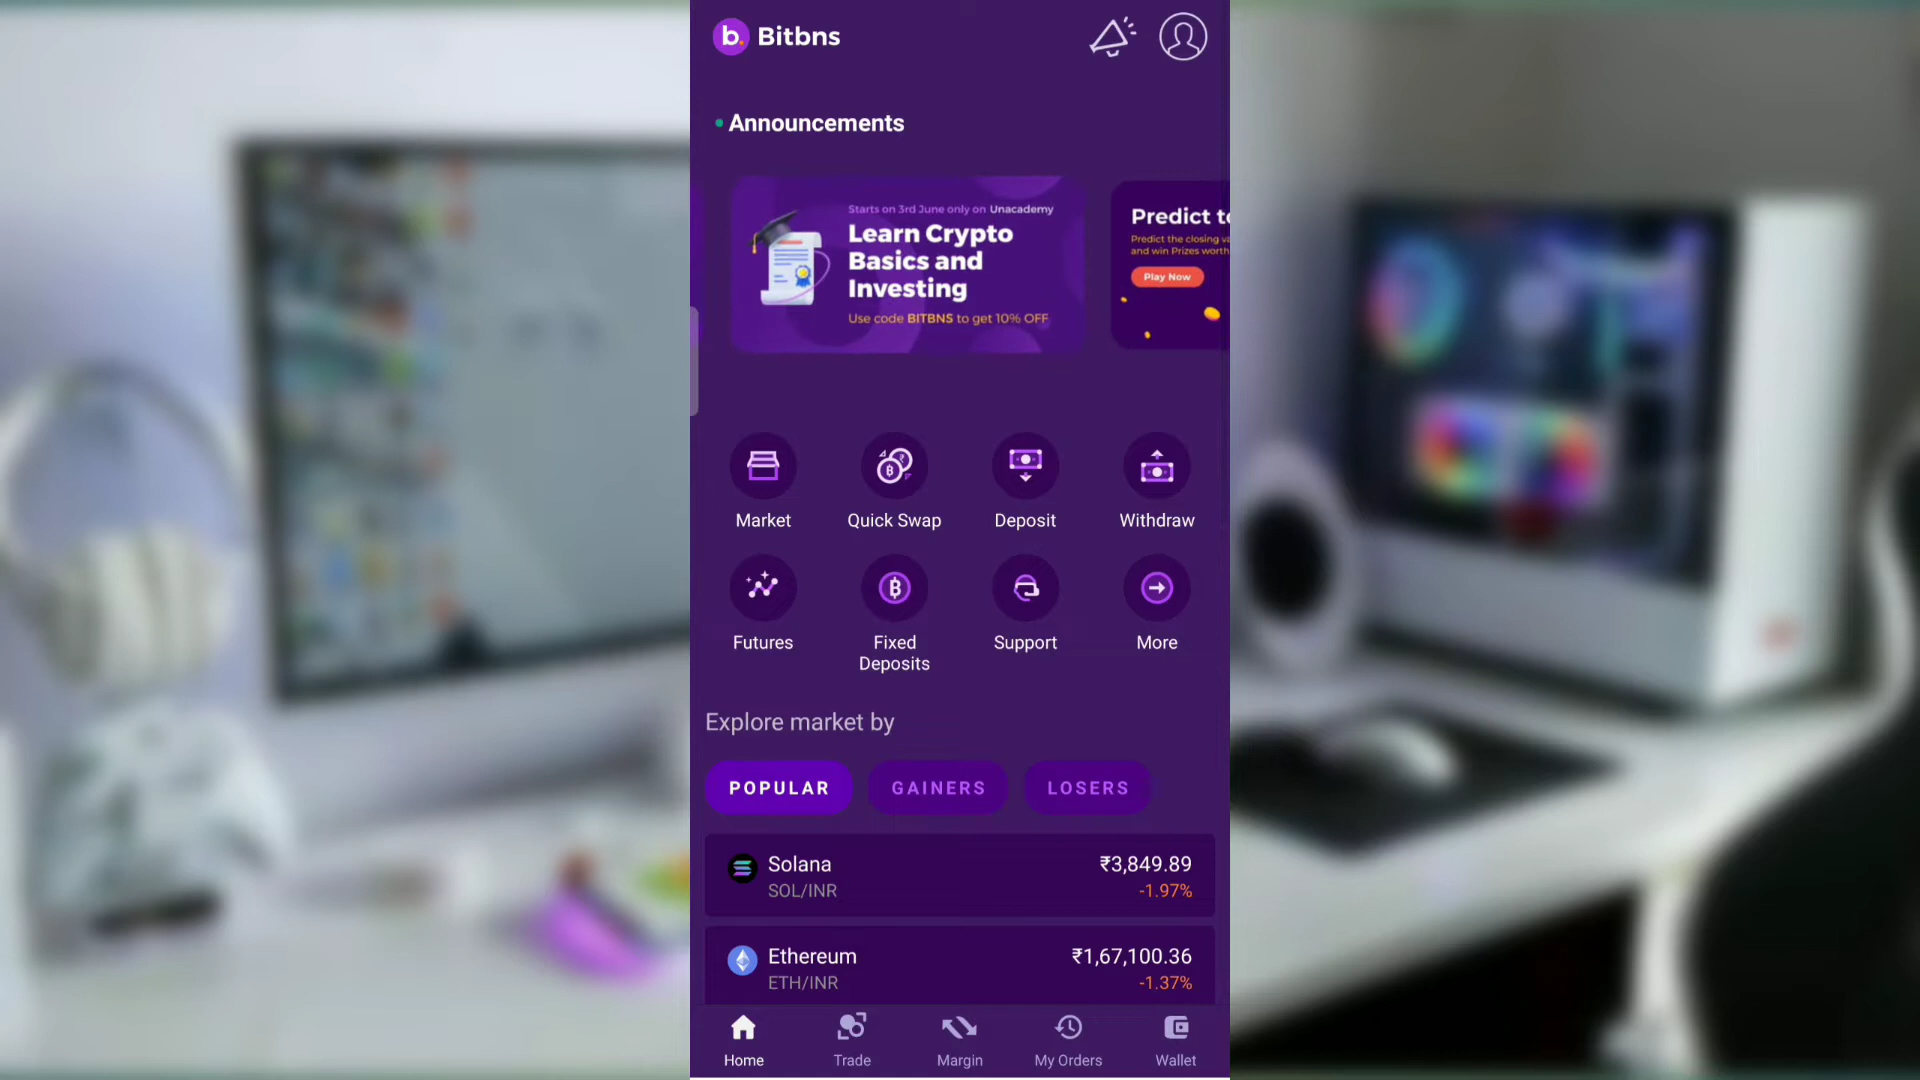 b. Bitbns
Announcements
Starts on 3rd June only on Unacademy
Learn Crypto
Basics and
Investing
Use code BITBNS to get 10% OFF
Predict to
Predict the closing va
and win Prizes worth
Play Now
Market
Quick Swap
Deposit
Withdraw
Futures
Fixed
Deposits
Support
More
Explore market by
POPULAR
GAINERS
LOSERS
Solana
₹3,849.89
SOL/INR
-1.97%
Ethereum
₹1,67,100.36
ETH/INR
-1.37%
Home
Trade
Margin
My Orders
Wallet